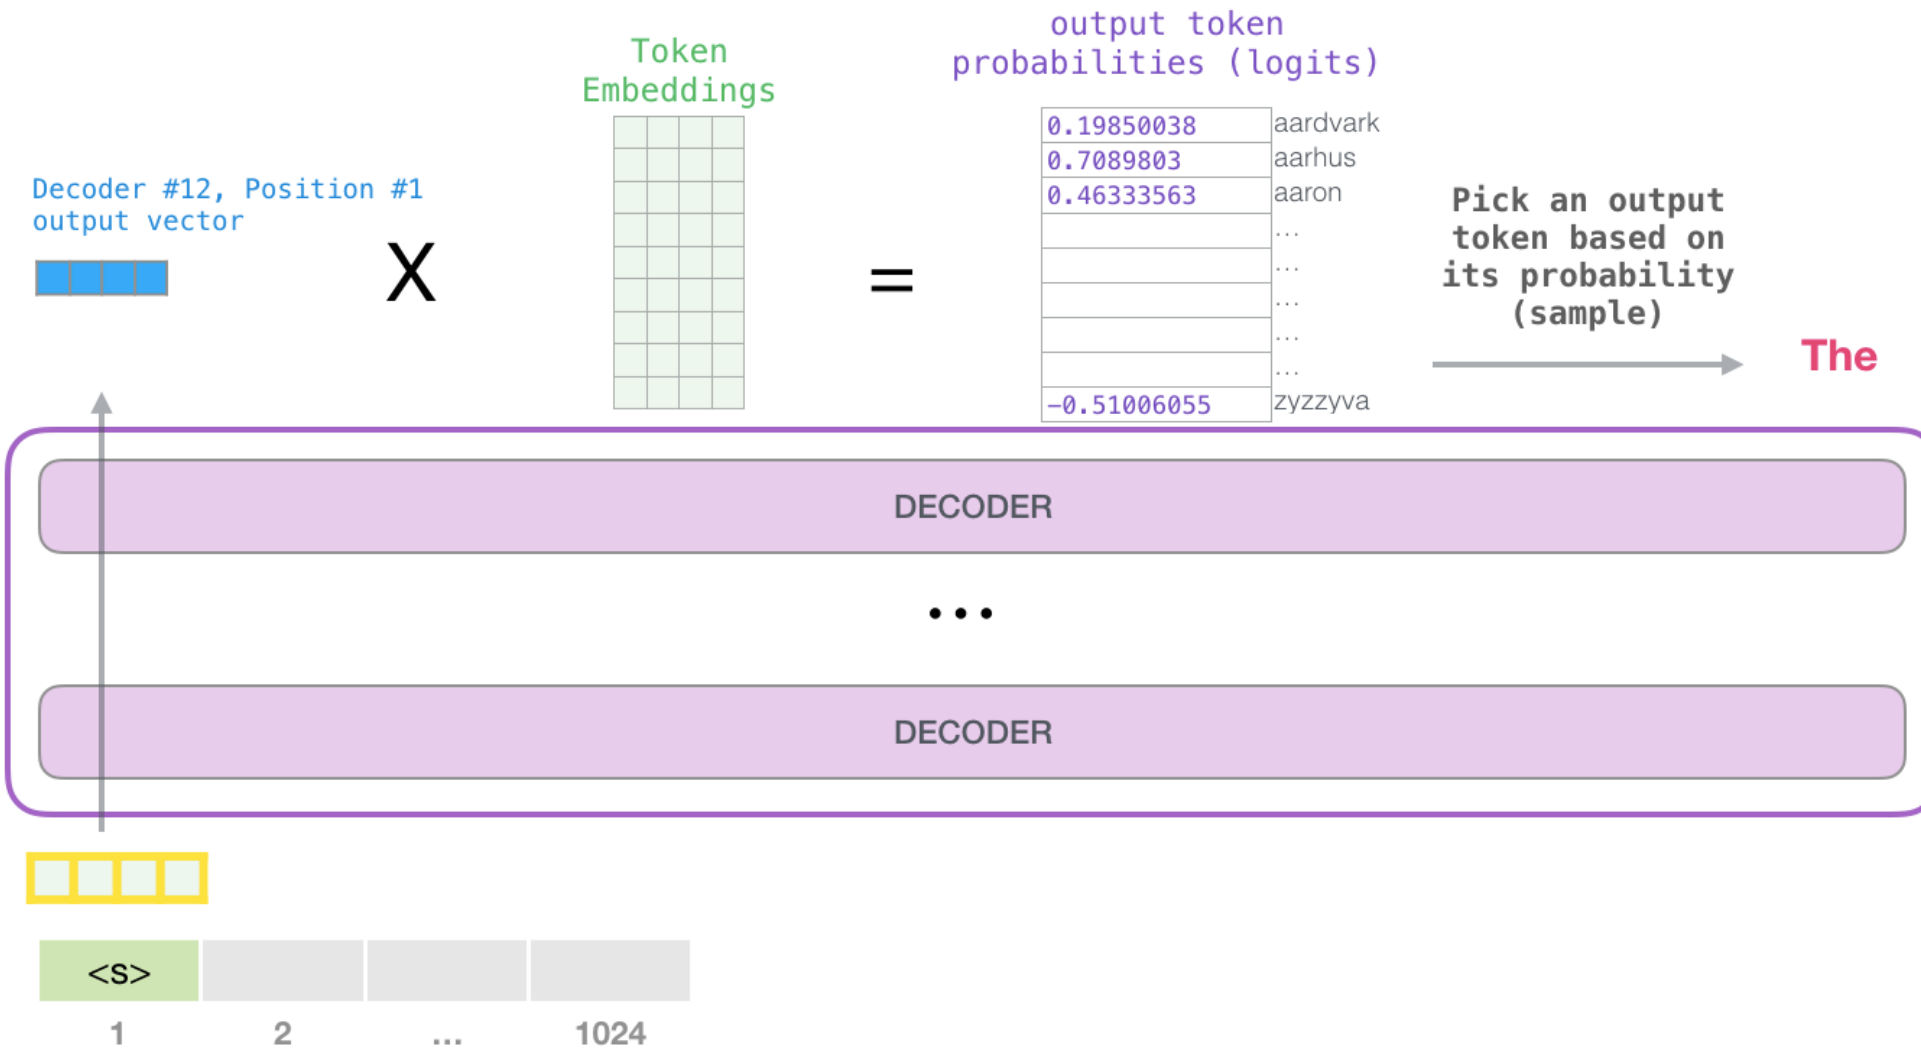 output token
probabilities (logits)
Token
Embeddings
0.19850038 aardvark
0.7089803 aarhus
0.46333563 aaron
...
...
...
...
...
-0.51006055 zyzzyva
Decoder #12, Position #1
output vector
X
=
Pick an output
token based on
its probability
(sample)
The
DECODER
...
DECODER
<s>
1 2 ... 1024